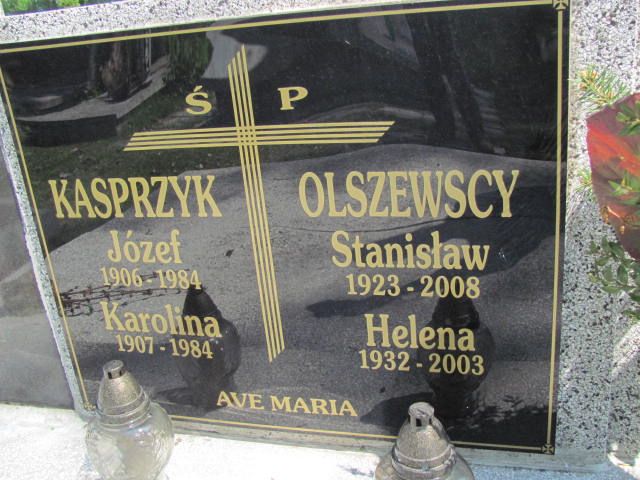 Ś P
KASPRZYK
Józef
1906 - 1984
Karolina
1907 - 1984
OLSZEWSCY
Stanisław
1923 - 2008
Helena
1932 - 2003
AVE MARIA